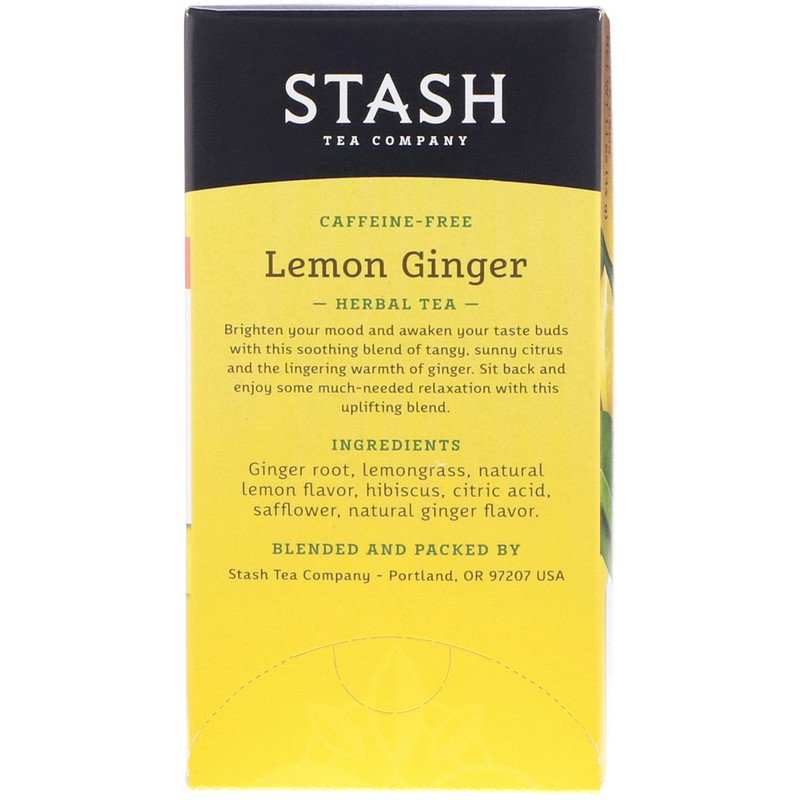 STASH
TEA COMPANY
CAFFEINE-FREE
Lemon Ginger
— HERBAL TEA —
Brighten your mood and awaken your taste buds
with this soothing blend of tangy, sunny citrus
and the lingering warmth of ginger. Sit back and
enjoy some much-needed relaxation with this
uplifting blend.
INGREDIENTS
Ginger root, lemongrass, natural
lemon flavor, hibiscus, citric acid,
safflower, natural ginger flavor.
BLENDED AND PACKED BY
Stash Tea Company - Portland, OR 97207 USA